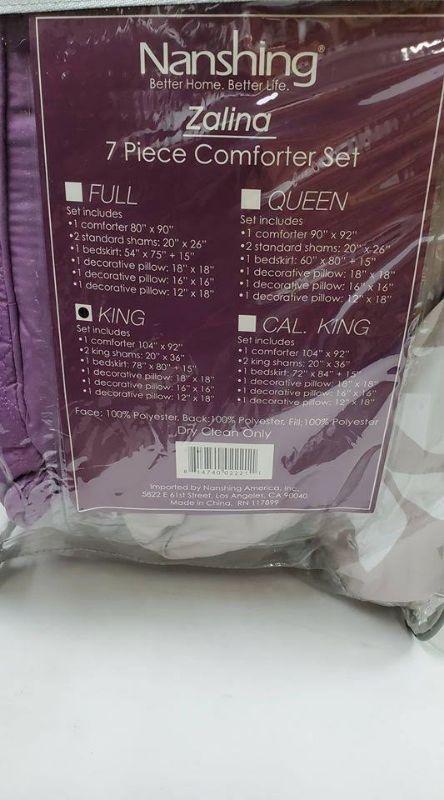 Nanshing®
Better Home. Better Life.
Zalina
7 Piece Comforter Set
FULL
Set includes
•1 comforter 80" x 90"
•2 standard shams: 20" x 26"
•1 bedskirt: 54" x 75" + 15"
•1 decorative pillow: 18" x 18"
•1 decorative pillow: 16" x 16"
•1 decorative pillow: 12" x 18"
QUEEN
Set includes
•1 comforter 90" x 92"
•2 standard shams: 20" x 26"
•1 bedskirt: 60" x 80" + 15"
•1 decorative pillow: 18" x 18"
•1 decorative pillow: 16" x 16"
•1 decorative pillow: 12" x 18"
KING
Set includes
•1 comforter 104" x 92"
•2 king shams: 20" x 36"
•1 bedskirt: 78" x 80" + 15"
•1 decorative pillow: 18" x 18"
•1 decorative pillow: 16" x 16"
•1 decorative pillow: 12" x 18"
CAL. KING
Set includes
•1 comforter 104" x 92"
•2 king shams: 20" x 36"
•1 bedskirt: 72" x 84" + 15"
•1 decorative pillow: 18" x 18"
•1 decorative pillow: 16" x 16"
•1 decorative pillow: 12" x 18"
Face: 100% Polyester, Back: 100% Polyester, Fill: 100% Polyester
Dry Clean Only
Imported by Nanshing America, Inc.
5822 E 61st Street, Los Angeles, CA 90040
Made in China. RN 117899